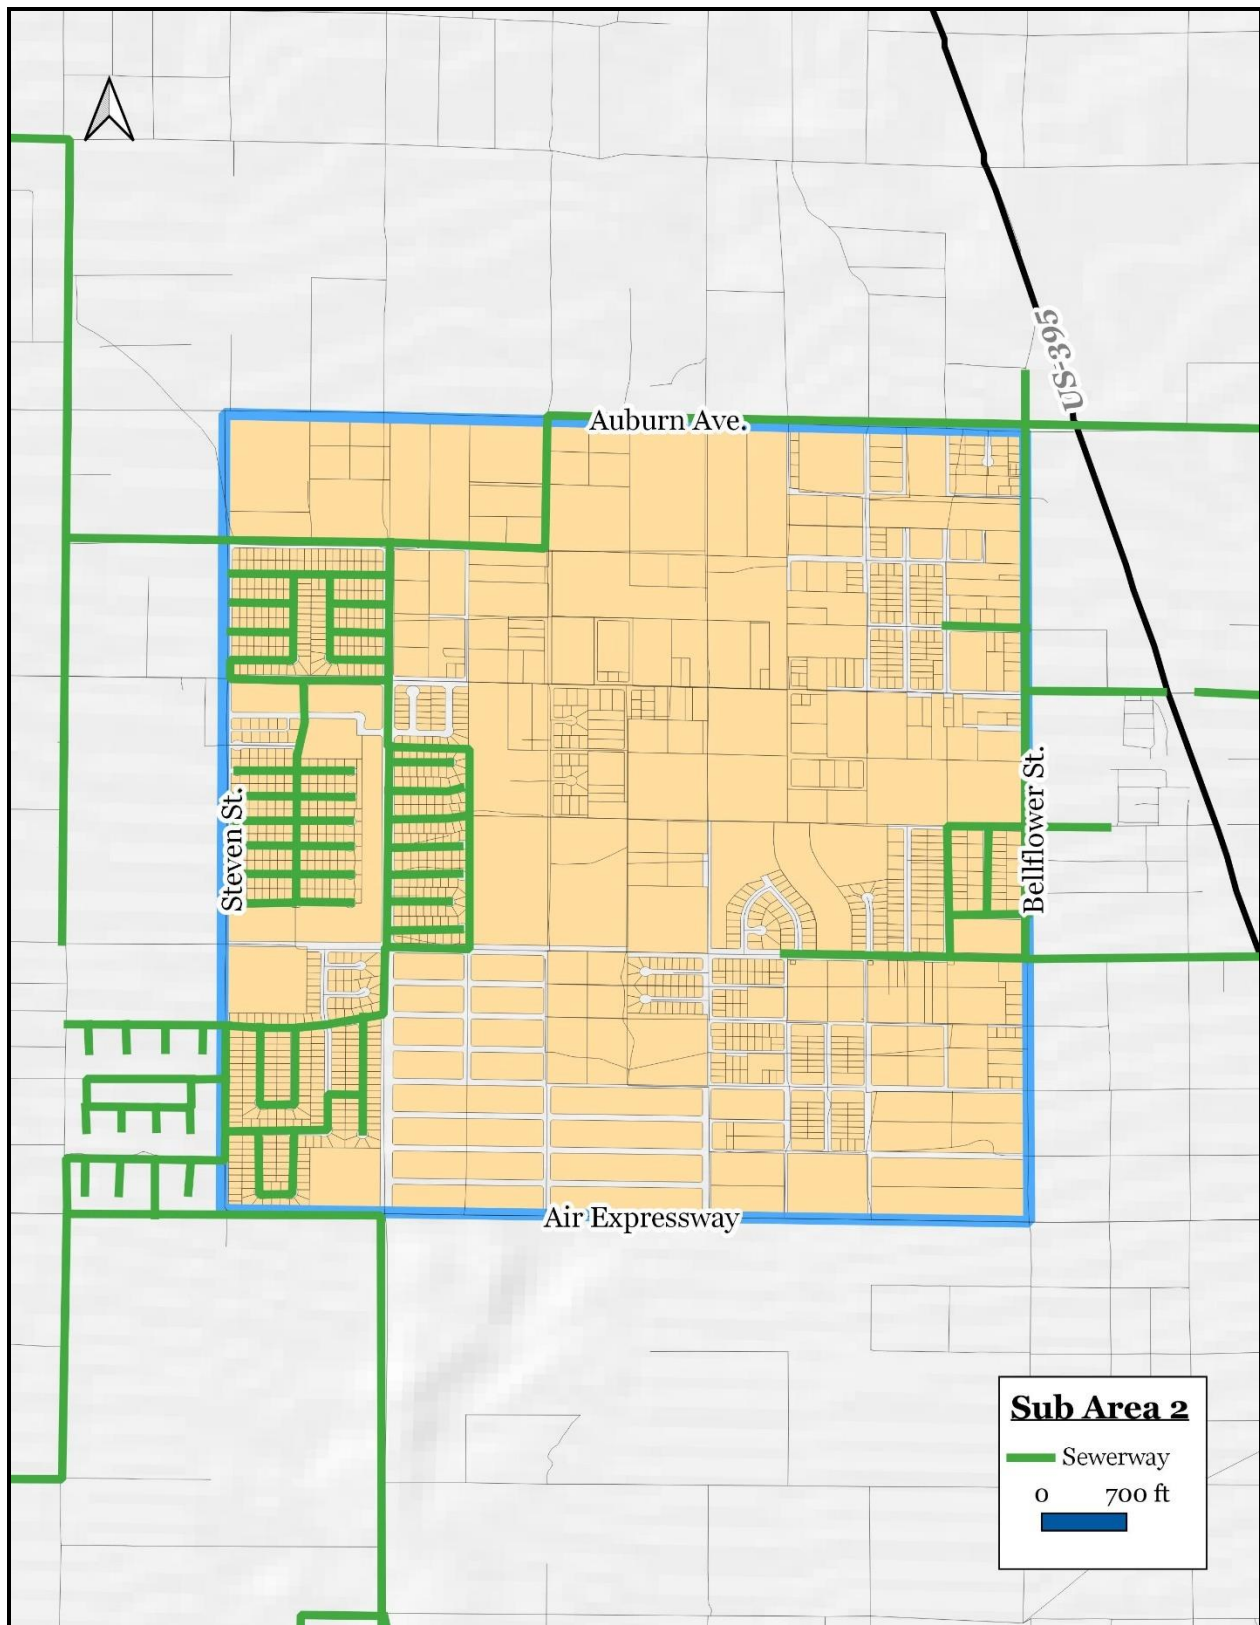 US-395
Auburn Ave.
Steven St.
Bellflower St.
Air Expressway
Sub Area 2
Sewerway
0 700 ft